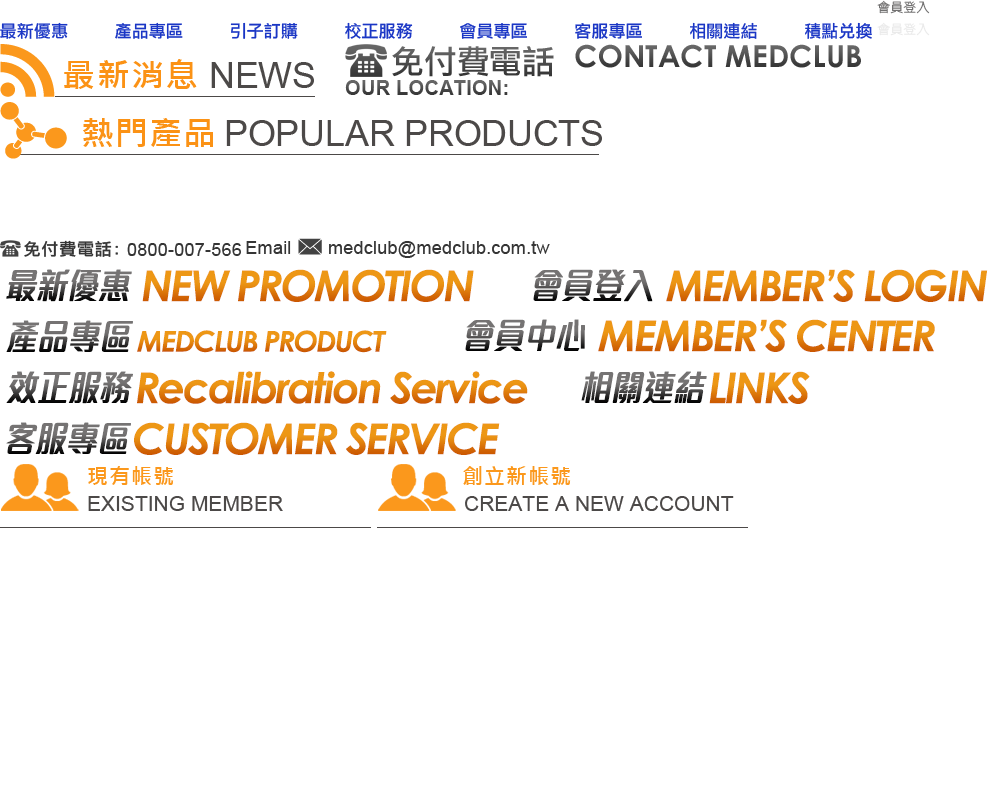 會員登入
最新優惠 產品專區 引子訂購 校正服務 會員專區 客服專區 相關連結 積點兌換 會員登入
最新消息 NEWS
免付費電話
OUR LOCATION:
CONTACT MEDCLUB
熱門產品 POPULAR PRODUCTS
免付費電話: 0800-007-566 Email medclub@medclub.com.tw
最新優惠 NEW PROMOTION
會員登入 MEMBER'S LOGIN
產品專區 MEDCLUB PRODUCT
會員中心 MEMBER'S CENTER
效正服務 Recalibration Service
相關連結 LINKS
客服專區 CUSTOMER SERVICE
現有帳號
EXISTING MEMBER
創立新帳號
CREATE A NEW ACCOUNT